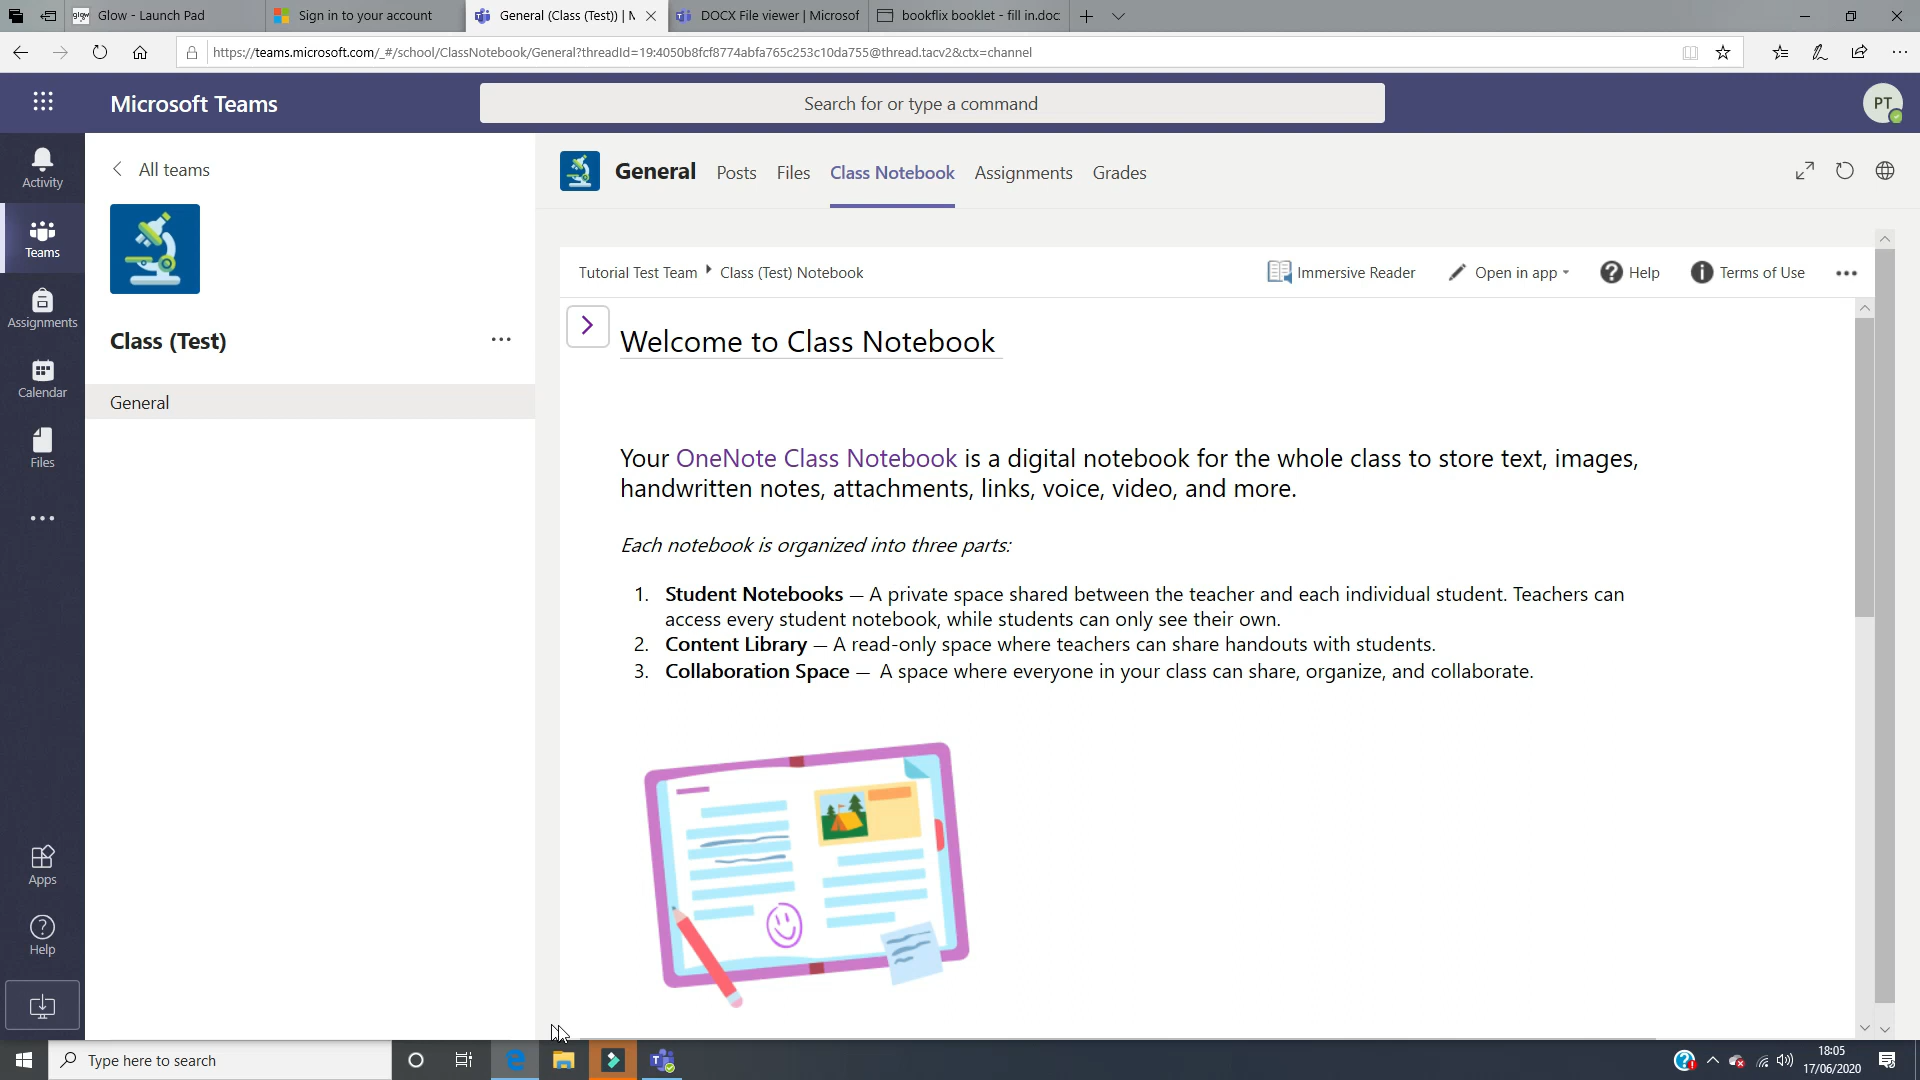 glow Glow - Launch Pad
Sign in to your account
General (Class (Test)) | M
DOCX File viewer | Microsof
bookflix booklet - fill in.doc
https://teams.microsoft.com/_#/school/ClassNotebook/General?threadId=19:4050b8fcf8774abfa765c253c10da755@thread.tacv2&ctx=channel
Microsoft Teams
Search for or type a command
PT
Activity
Teams
Assignments
Calendar
Files
Apps
Help
All teams
Class (Test)
General
General Posts Files Class Notebook Assignments Grades
Tutorial Test Team Class (Test) Notebook
Immersive Reader Open in app Help Terms of Use
Welcome to Class Notebook
Your OneNote Class Notebook is a digital notebook for the whole class to store text, images,
handwritten notes, attachments, links, voice, video, and more.
Each notebook is organized into three parts:
1. Student Notebooks — A private space shared between the teacher and each individual student. Teachers can
access every student notebook, while students can only see their own.
2. Content Library — A read-only space where teachers can share handouts with students.
3. Collaboration Space — A space where everyone in your class can share, organize, and collaborate.
Type here to search
18:05
17/06/2020